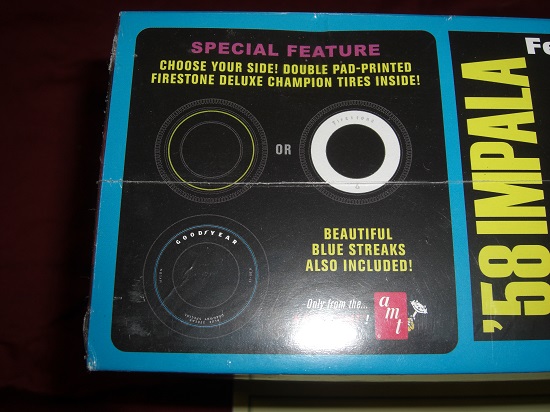 SPECIAL FEATURE
CHOOSE YOUR SIDE! DOUBLE PAD-PRINTED
FIRESTONE DELUXE CHAMPION TIRES INSIDE!
OR
FIRESTONE
GOODYEAR
BEAUTIFUL
BLUE STREAKS
ALSO INCLUDED!
Only from the...
!
amt
'58 IMPALA
Fe